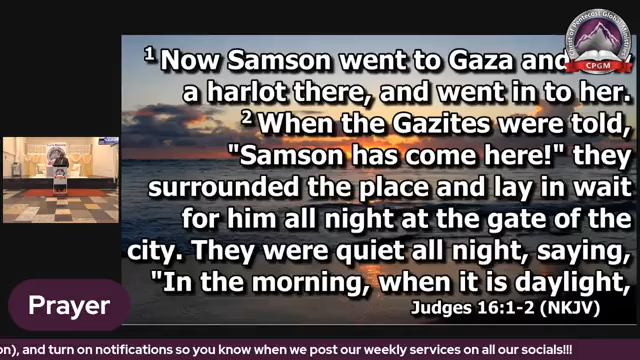 1 Now Samson went to Gaza and
a harlot there, and went in to her.
2 When the Gazites were told,
"Samson has come here!" they
surrounded the place and lay in wait
for him all night at the gate of the
city. They were quiet all night, saying,
"In the morning, when it is daylight,
Judges 16:1-2 (NKJV)
CPGM
Prayer
on), and turn on notifications so you know when we post our weekly services on all our socials!!!